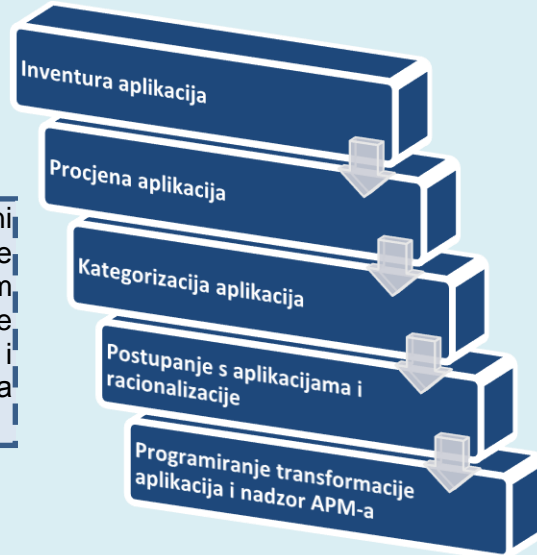 Inventura aplikacija
Procjena aplikacija
Kategorizacija aplikacija
Postupanje s aplikacijama i
racionalizacije
Programiranje transformacije
aplikacija i nadzor APM-a
i